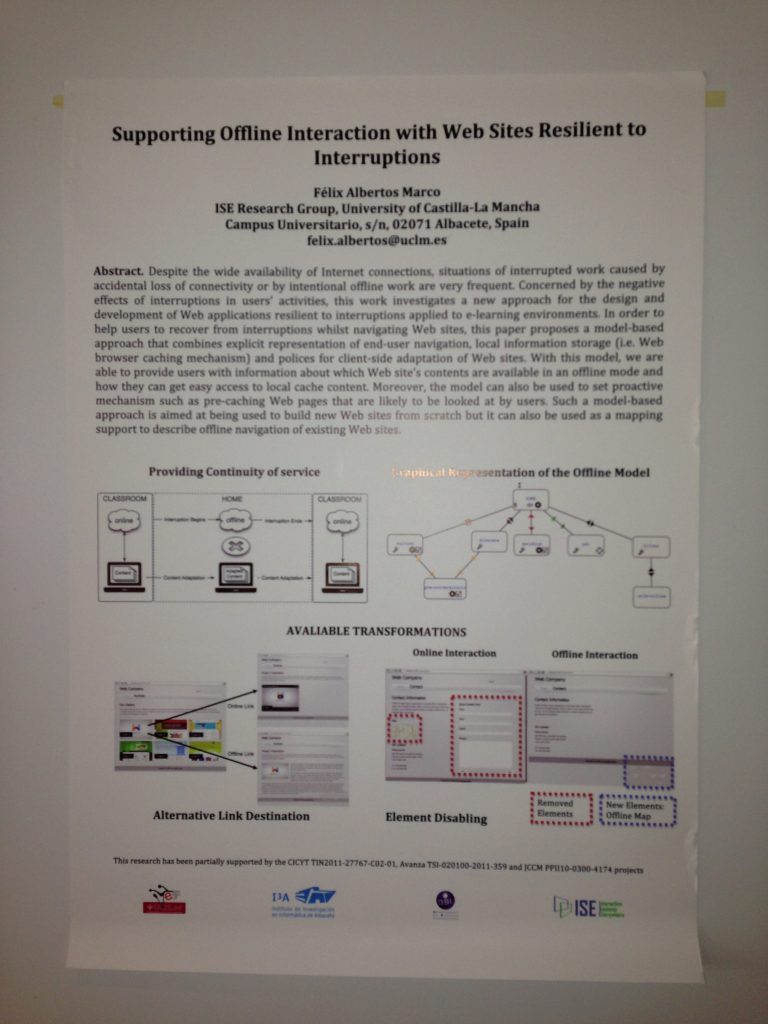 Supporting Offline Interaction with Web Sites Resilient to
Interruptions
Félix Albertos Marco
ISE Research Group, University of Castilla-La Mancha
Campus Universitario, s/n, 02071 Albacete, Spain
felix.albertos@uclm.es
Abstract. Despite the wide availability of Internet connections, situations of interrupted work caused by
accidental loss of connectivity or by intentional offline work are very frequent. Concerned by the negative
effects of interruptions in users' activities, this work investigates a new approach for the design and
development of Web applications resilient to interruptions applied to e-learning environments. In order to
help users to recover from interruptions whilst navigating Web sites, this paper proposes a model-based
approach that combines explicit representation of end-user navigation, local information storage (i.e. Web
browser caching mechanism) and polices for client-side adaptation of Web sites. With this model, we are
able to provide users with information about which Web site's contents are available in an offline mode and
how they can get easy access to local cache content. Moreover, the model can also be used to set proactive
mechanism such as pre-caching Web pages that are likely to be looked at by users. Such a model-based
approach is aimed at being used to build new Web sites from scratch but it can also be used as a mapping
support to describe offline navigation of existing Web sites.
Providing Continuity of service
Graphical Representation of the Offline Model
CLASSROOM HOME CLASSROOM
online Interruption Begins offline Interruption Ends online
Content Content Adaptation Adapted Content Content Adaptation Content
AVALIABLE TRANSFORMATIONS
Online Interaction Offline Interaction
Web Company
Online Link
Offline Link
Web Company
Contact
Contact Information
Web Company
Contact
Contact Information
Removed
Elements
New Elements:
Offline Map
Alternative Link Destination
Element Disabling
This research has been partially supported by the CICYT TIN2011-27767-C02-01, Avanza TSI-020100-2011-359 and JCCM PPII10-0300-4174 projects
I3A
Instituto de Investigación
en Informática de Albacete
ISE
Interactive
Systems
Everywhere